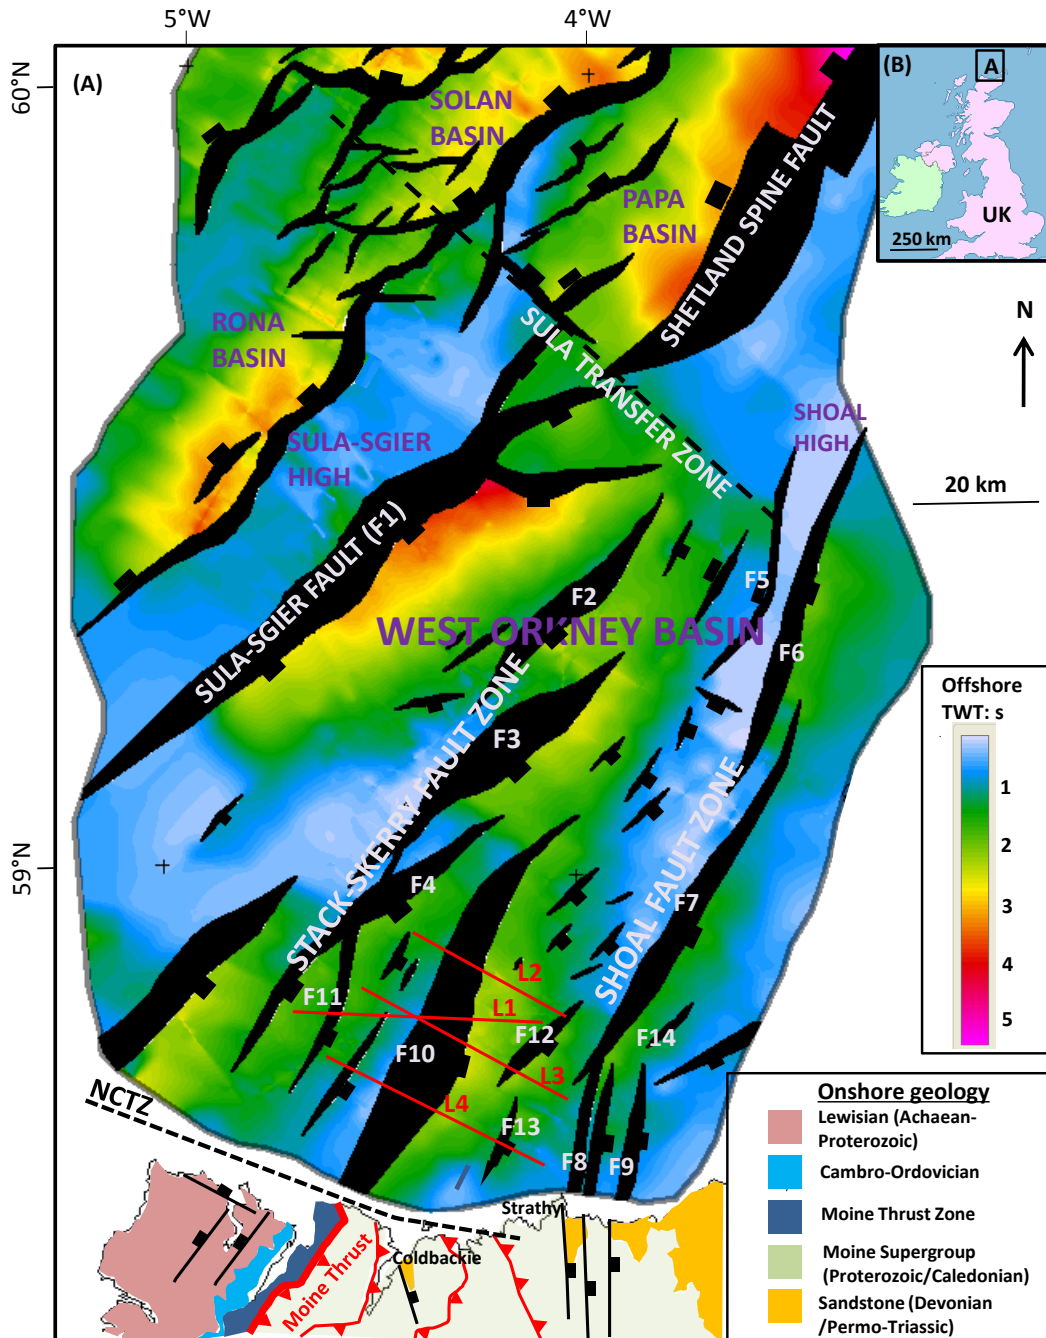 5°W
4°W
60°N
59°N
(A)
(B)
A
UK
250 km
N
20 km
SOLAN
BASIN
PAPA
BASIN
SHETLAND SPINE FAULT
RONA
BASIN
SULA TRANSFER ZONE
SHOAL
HIGH
SULA-SGIER
HIGH
SULA-SGIER FAULT (F1)
F2
F5
WEST ORKNEY BASIN
F6
F3
STACK-SKERRY FAULT ZONE
SHOAL FAULT ZONE
F4
F7
L2
F11
L1
F12
F14
F10
L3
L4
F13
F8
F9
NCTZ
Strathy
Coldbackie
Moine Thrust
Offshore
TWT: s
1
2
3
4
5
Onshore geology
Lewisian (Achaean-
Proterozoic)
Cambro-Ordovician
Moine Thrust Zone
Moine Supergroup
(Proterozoic/Caledonian)
Sandstone (Devonian
/Permo-Triassic)